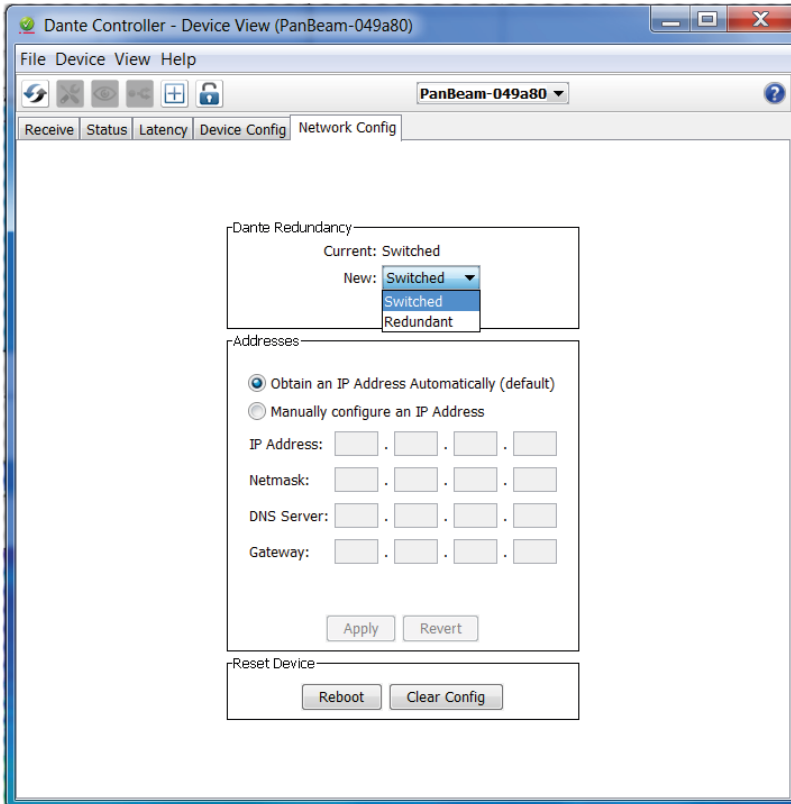 Dante Controller - Device View (PanBeam-049a80)
File Device View Help
PanBeam-049a80
?
Receive Status Latency Device Config Network Config
Dante Redundancy
Current: Switched
New: Switched
Switched
Redundant
Addresses
Obtain an IP Address Automatically (default)
Manually configure an IP Address
IP Address: . . .
Netmask: . . .
DNS Server: . . .
Gateway: . . .
Apply Revert
Reset Device
Reboot Clear Config